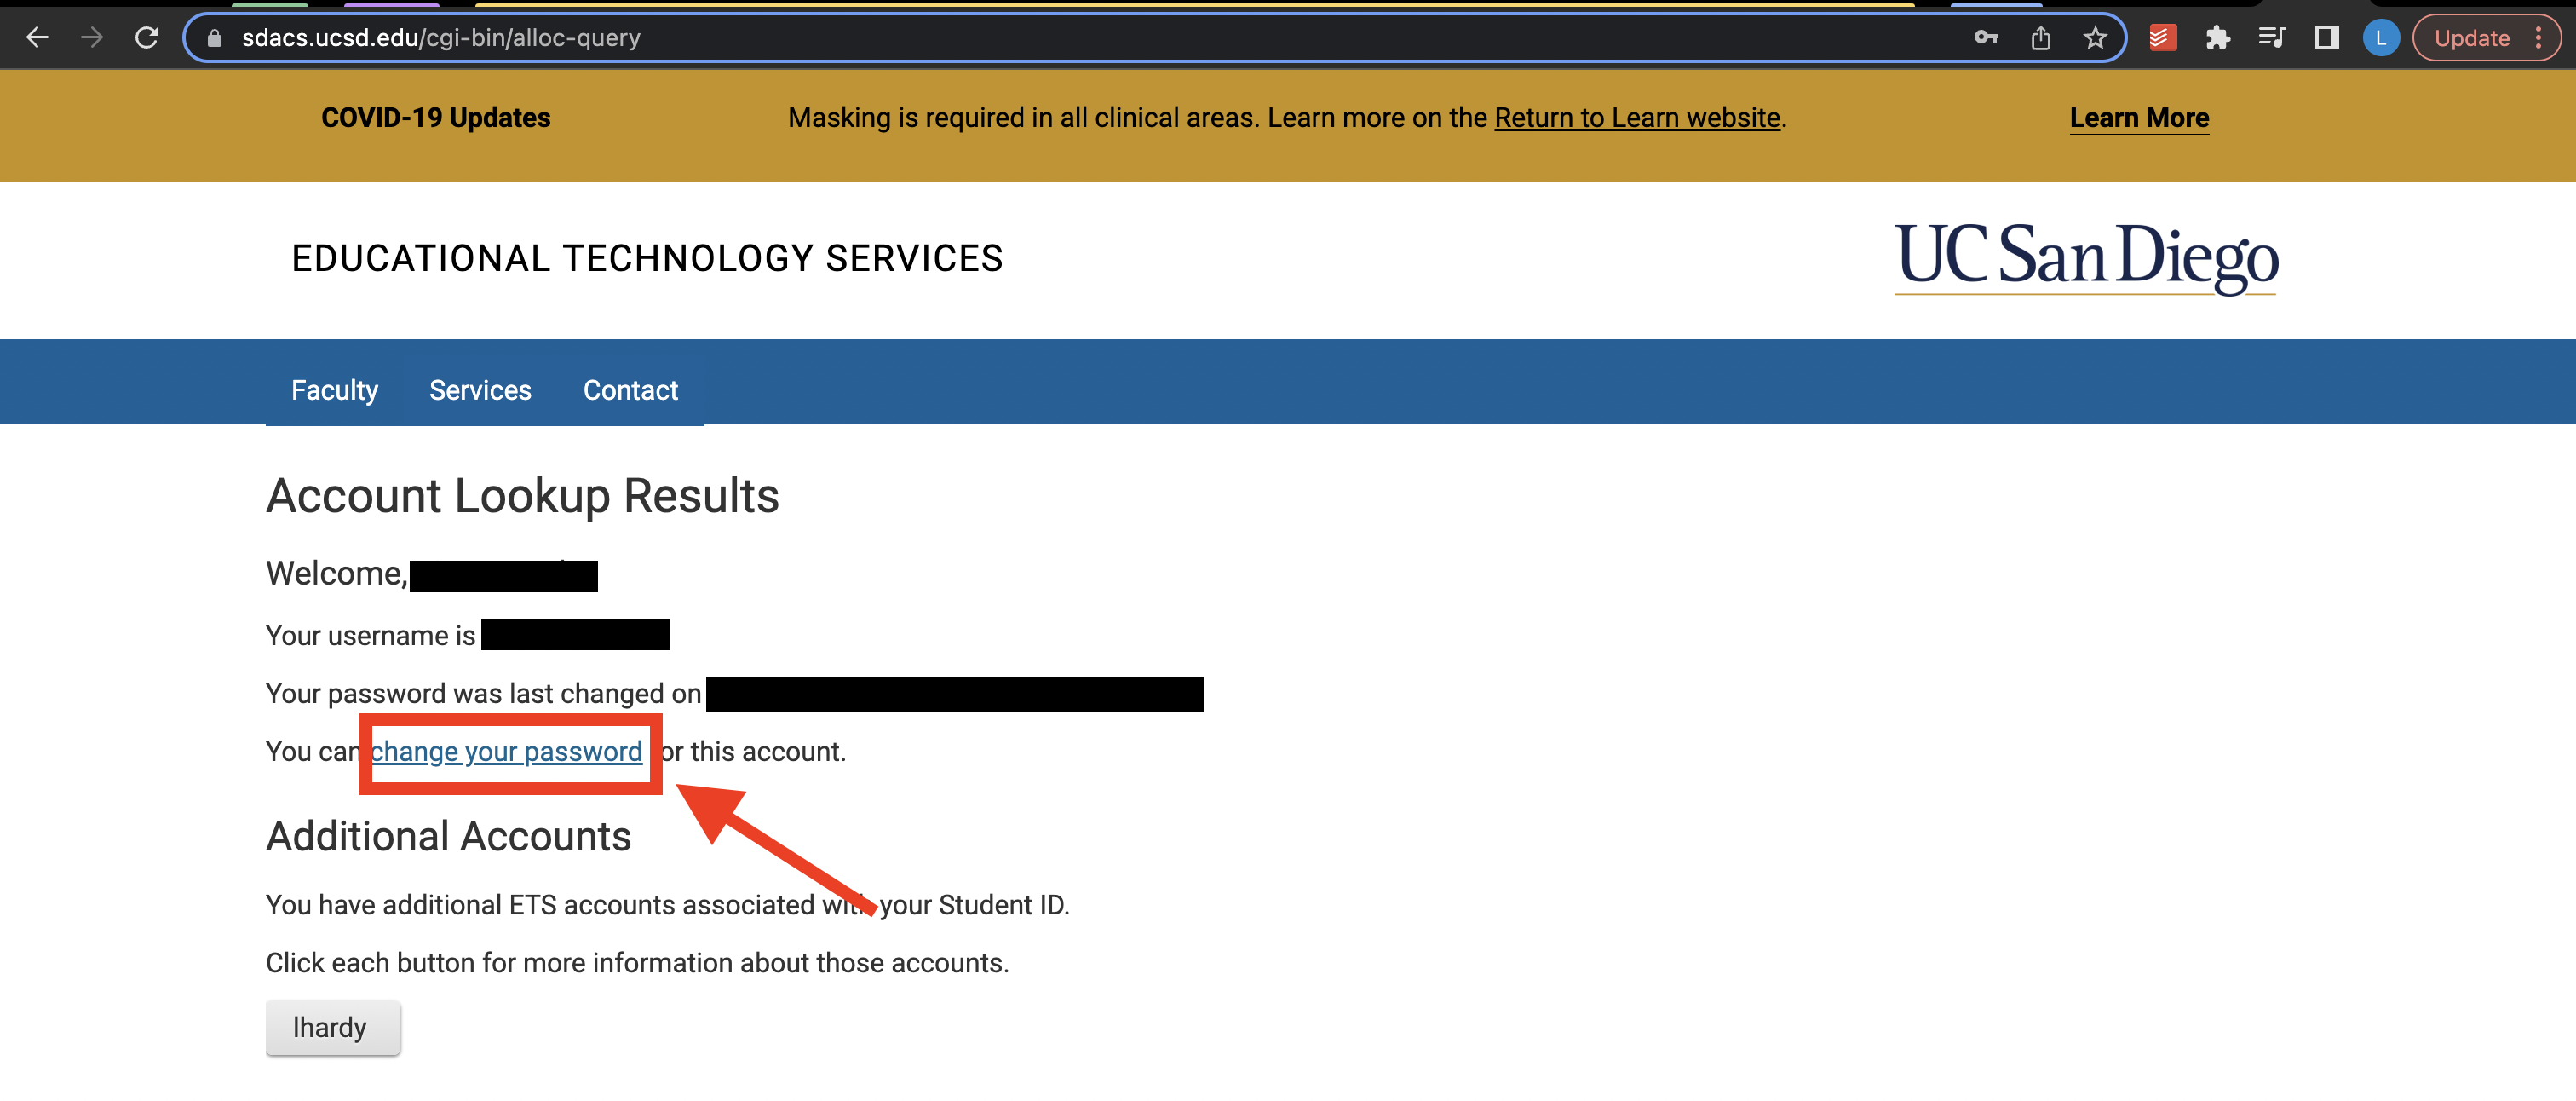 sdacs.ucsd.edu/cgi-bin/alloc-query
L
Update
COVID-19 Updates
Masking is required in all clinical areas. Learn more on the Return to Learn website.
Learn More
EDUCATIONAL TECHNOLOGY SERVICES
UC San Diego
Faculty
Services
Contact
Account Lookup Results
Welcome,
Your username is
Your password was last changed on
You can change your password or this account.
Additional Accounts
You have additional ETS accounts associated with your Student ID.
Click each button for more information about those accounts.
lhardy